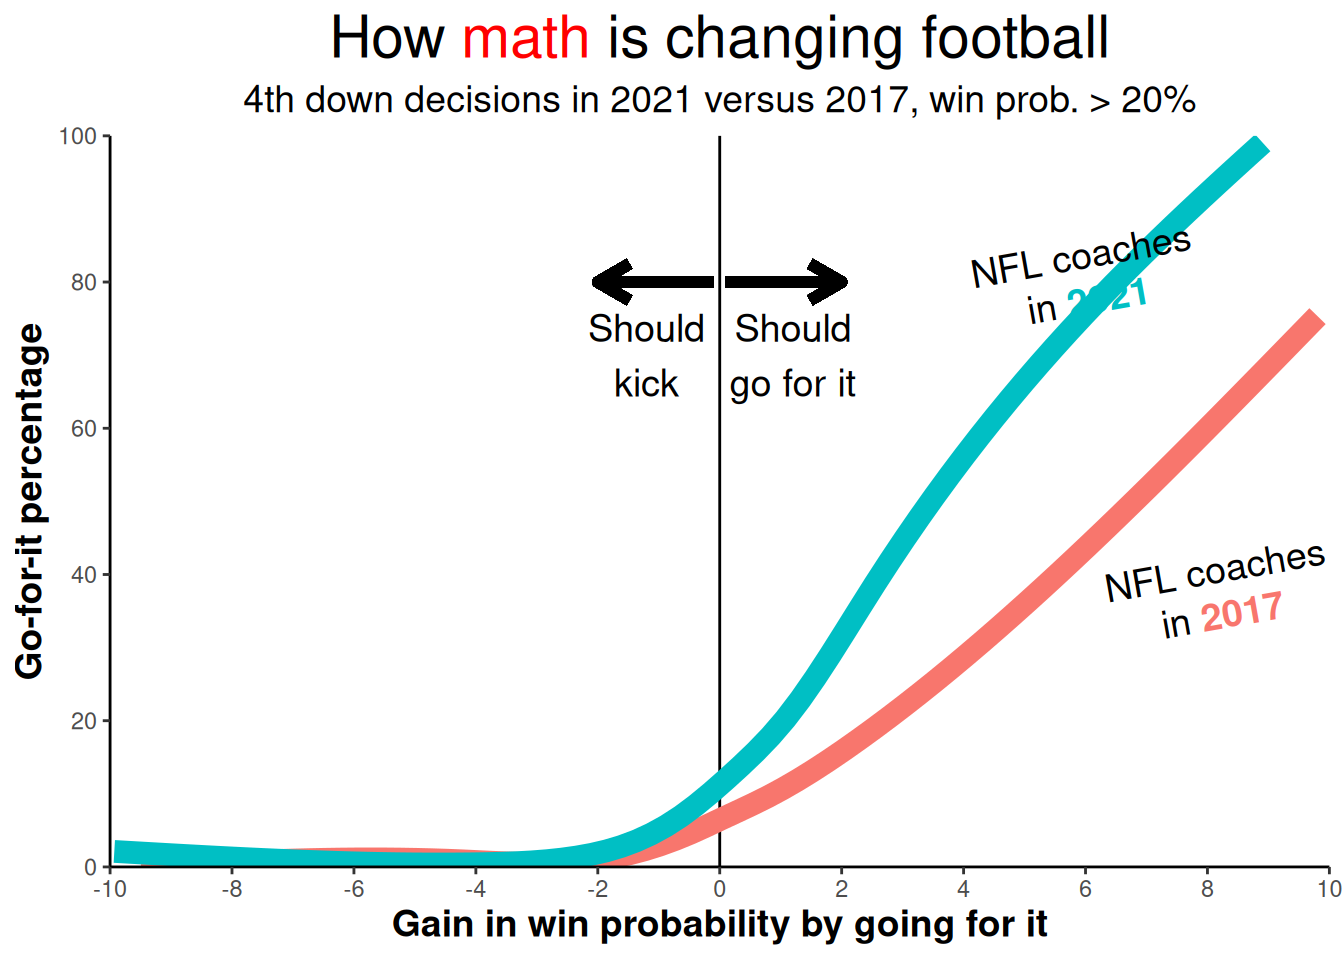 How math is changing football
4th down decisions in 2021 versus 2017, win prob. > 20%
100
80
60
40
20
0
Go-for-it percentage
Should
kick
Should
go for it
NFL coaches
in 2021
NFL coaches
in 2017
-10 -8 -6 -4 -2 0 2 4 6 8 10
Gain in win probability by going for it